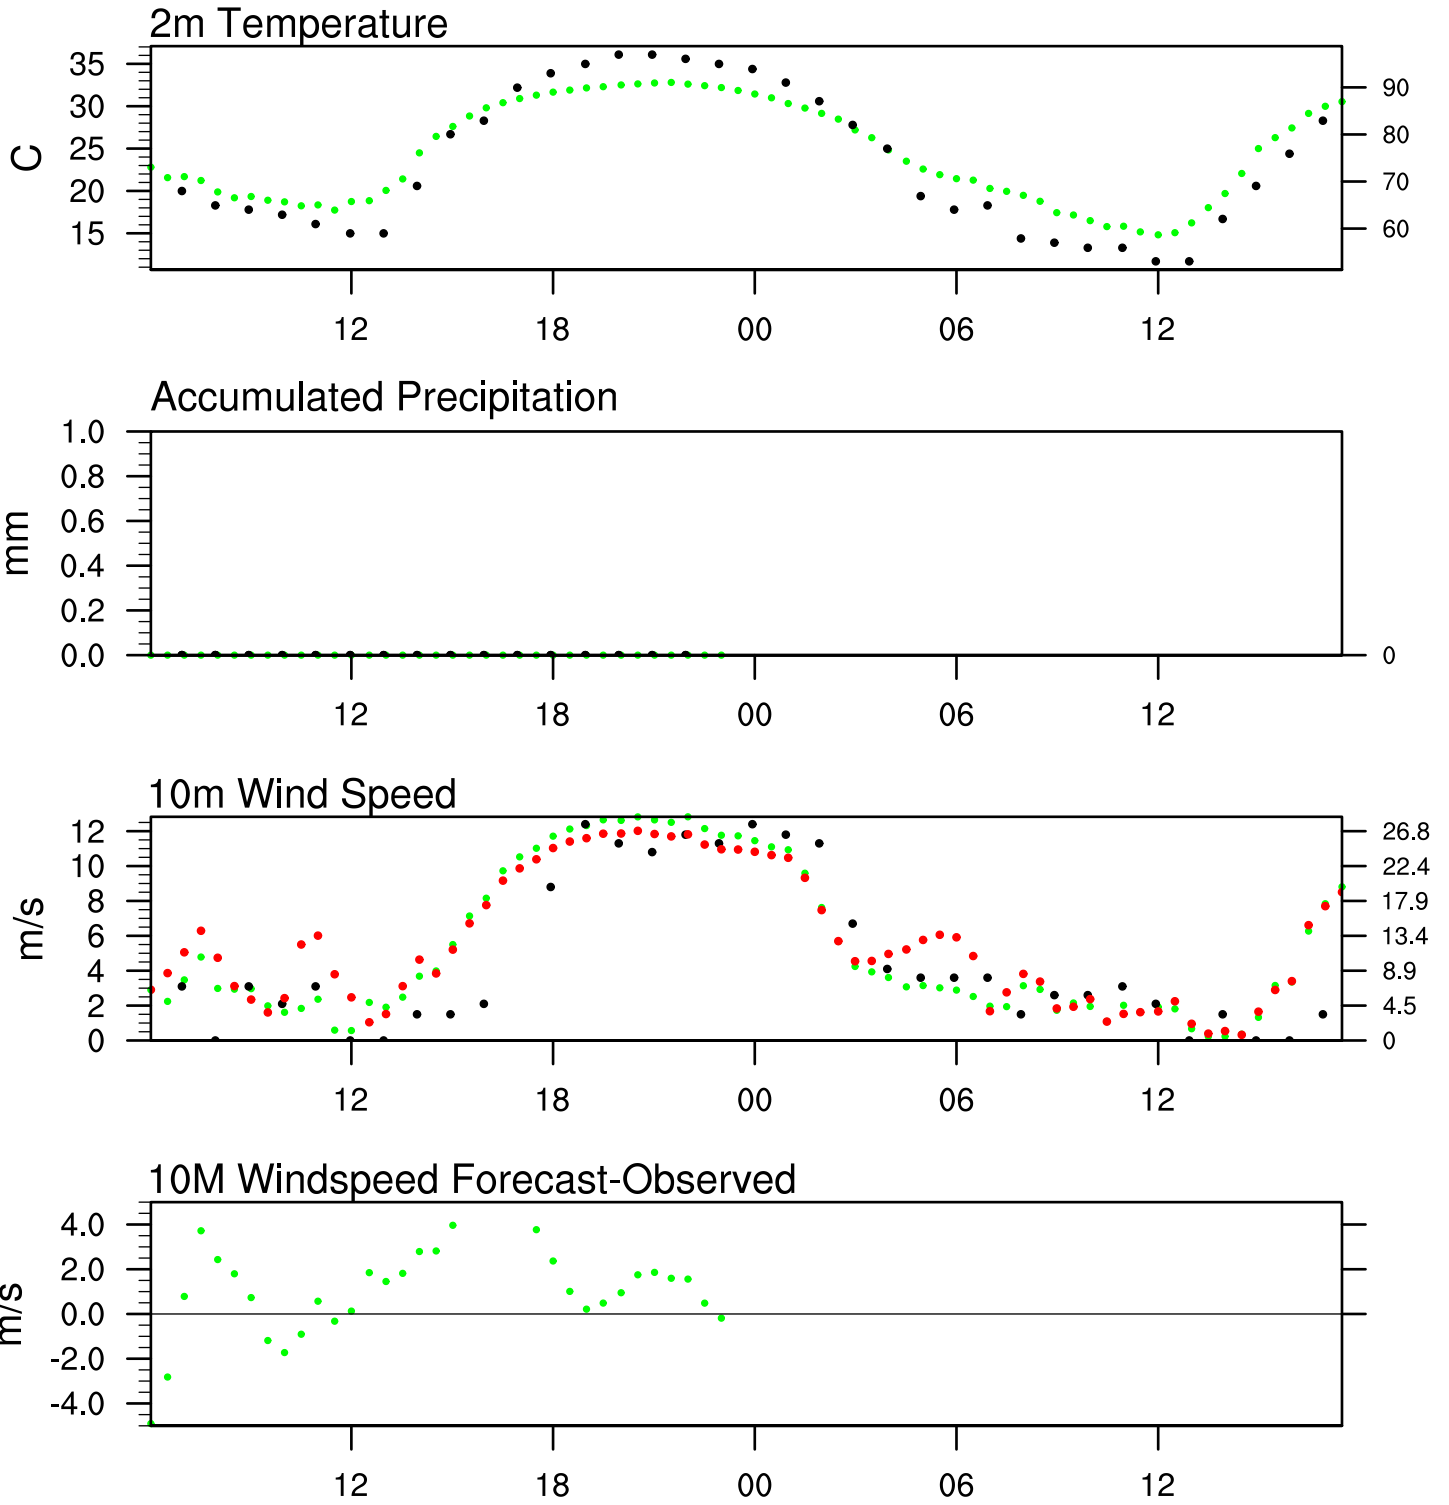 2m Temperature
35
30
25
20
15
C
90
80
70
60
12 18 00 06 12
Accumulated Precipitation
1.0
0.8
0.6
0.4
0.2
0.0
mm
0
12 18 00 06 12
10m Wind Speed
12
10
8
6
4
2
0
m/s
26.8
22.4
17.9
13.4
8.9
4.5
0
12 18 00 06 12
10M Windspeed Forecast-Observed
4.0
2.0
0.0
-2.0
-4.0
m/s
12 18 00 06 12